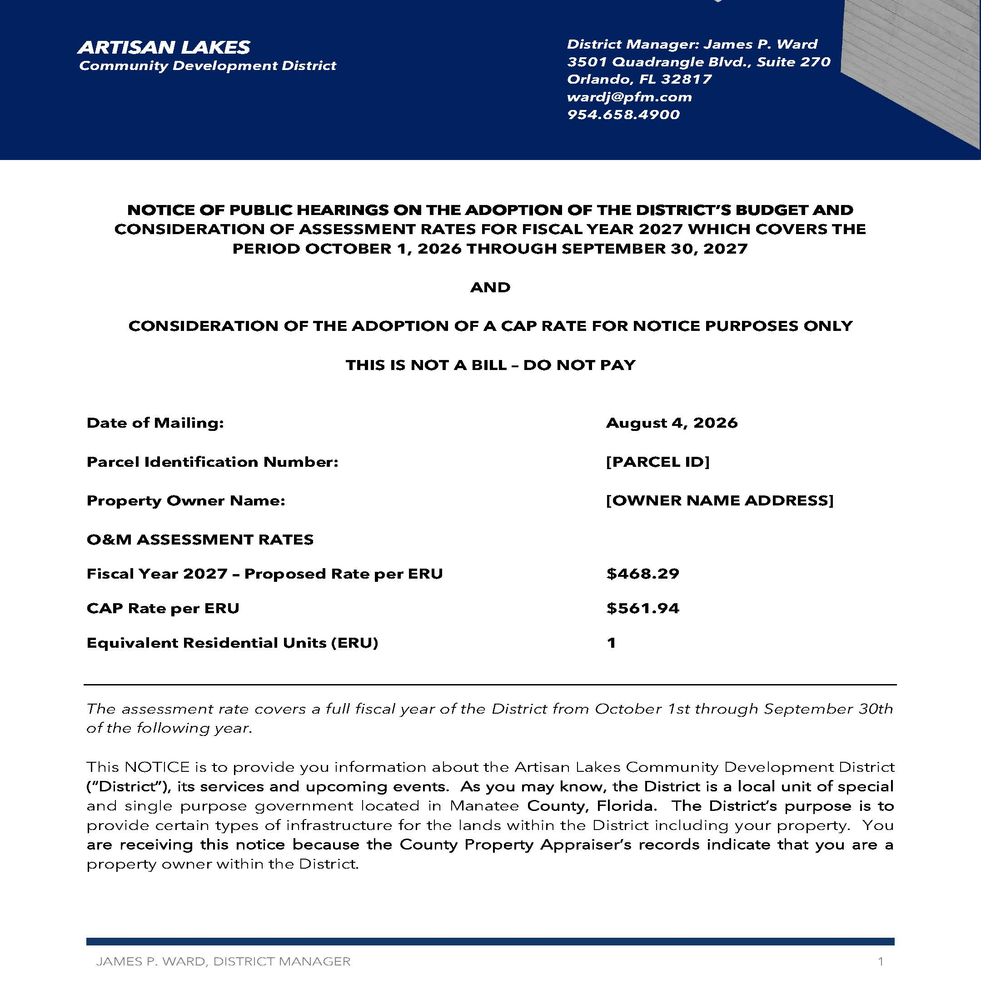 ARTISAN LAKES
Community Development District
District Manager: James P. Ward
3501 Quadrangle Blvd., Suite 270
Orlando, FL 32817
wardj@pfm.com
954.658.4900
NOTICE OF PUBLIC HEARINGS ON THE ADOPTION OF THE DISTRICT’S BUDGET AND
CONSIDERATION OF ASSESSMENT RATES FOR FISCAL YEAR 2027 WHICH COVERS THE
PERIOD OCTOBER 1, 2026 THROUGH SEPTEMBER 30, 2027
AND
CONSIDERATION OF THE ADOPTION OF A CAP RATE FOR NOTICE PURPOSES ONLY
THIS IS NOT A BILL – DO NOT PAY
Date of Mailing: August 4, 2026
Parcel Identification Number: [PARCEL ID]
Property Owner Name: [OWNER NAME ADDRESS]
O&M ASSESSMENT RATES
Fiscal Year 2027 – Proposed Rate per ERU $468.29
CAP Rate per ERU $561.94
Equivalent Residential Units (ERU) 1
The assessment rate covers a full fiscal year of the District from October 1st through September 30th
of the following year.
This NOTICE is to provide you information about the Artisan Lakes Community Development District
(“District”), its services and upcoming events. As you may know, the District is a local unit of special
and single purpose government located in Manatee County, Florida. The District’s purpose is to
provide certain types of infrastructure for the lands within the District including your property. You
are receiving this notice because the County Property Appraiser’s records indicate that you are a
property owner within the District.
JAMES P. WARD, DISTRICT MANAGER 1